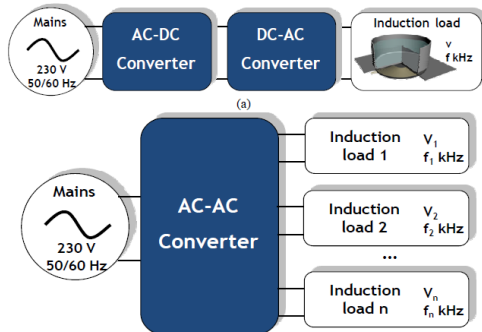 Mains
230 V
50/60 Hz
AC-DC
Converter
DC-AC
Converter
Induction load
V
f kHz
(a)
Mains
230 V
50/60 Hz
AC-AC
Converter
Induction
load 1
V₁
f₁ kHz
Induction
load 2
V₂
f₂ kHz
...
Induction
load n
Vₙ
fₙ kHz